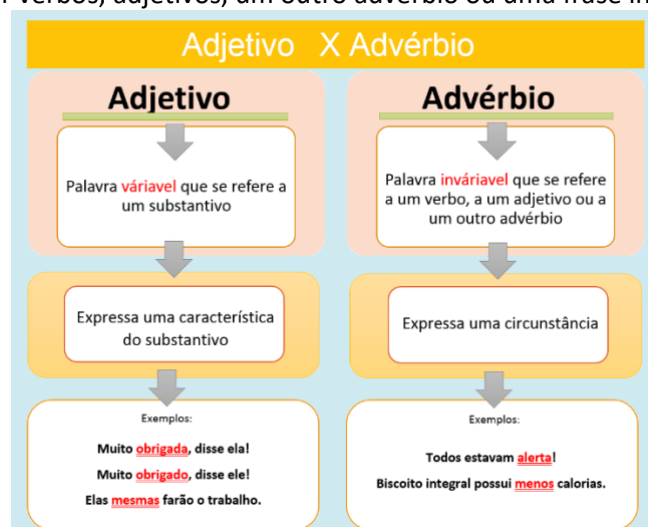 verbos, adjetivos, um outro advérbio ou uma frase
Adjetivo X Advérbio
Adjetivo
Palavra váriavel que se refere a
um substantivo
Expressa uma característica
do substantivo
Exemplos:
Muito obrigada, disse ela!
Muito obrigado, disse ele!
Elas mesmas farão o trabalho.
Advérbio
Palavra inváriavel que se refere
a um verbo, a um adjetivo ou a
um outro advérbio
Expressa uma circunstância
Exemplos:
Todos estavam alerta!
Biscoito integral possui menos calorias.